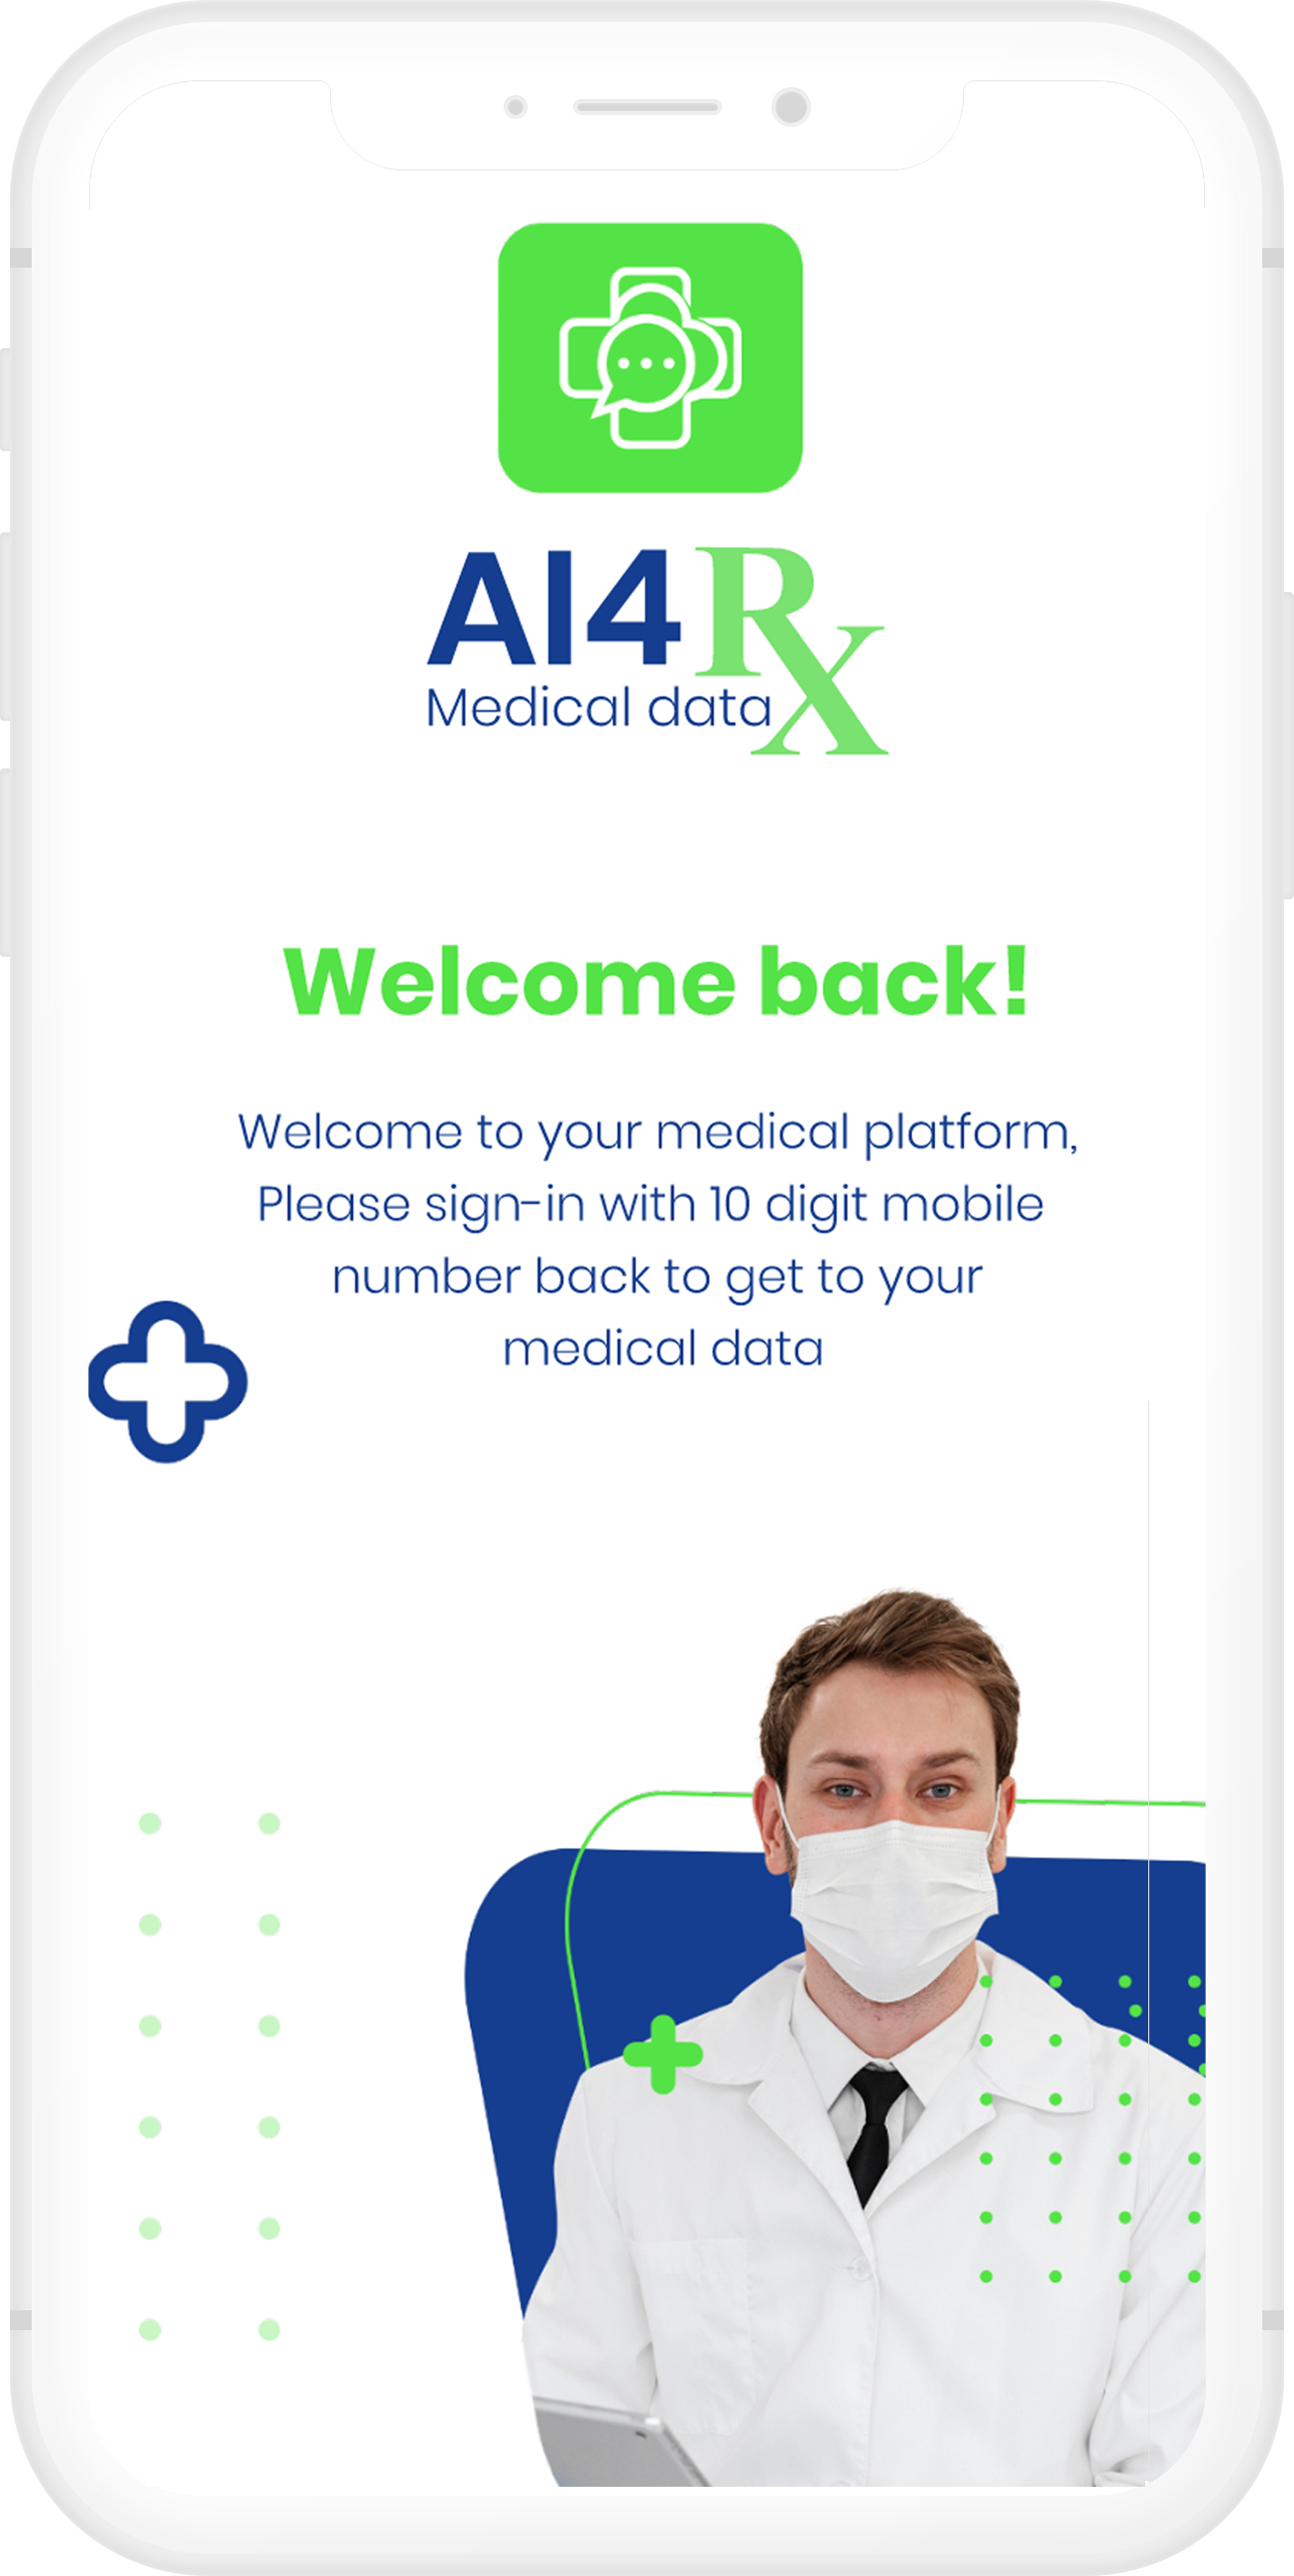 AI4Rx
Medical data
Welcome back!
Welcome to your medical platform,
Please sign-in with 10 digit mobile
number back to get to your
medical data